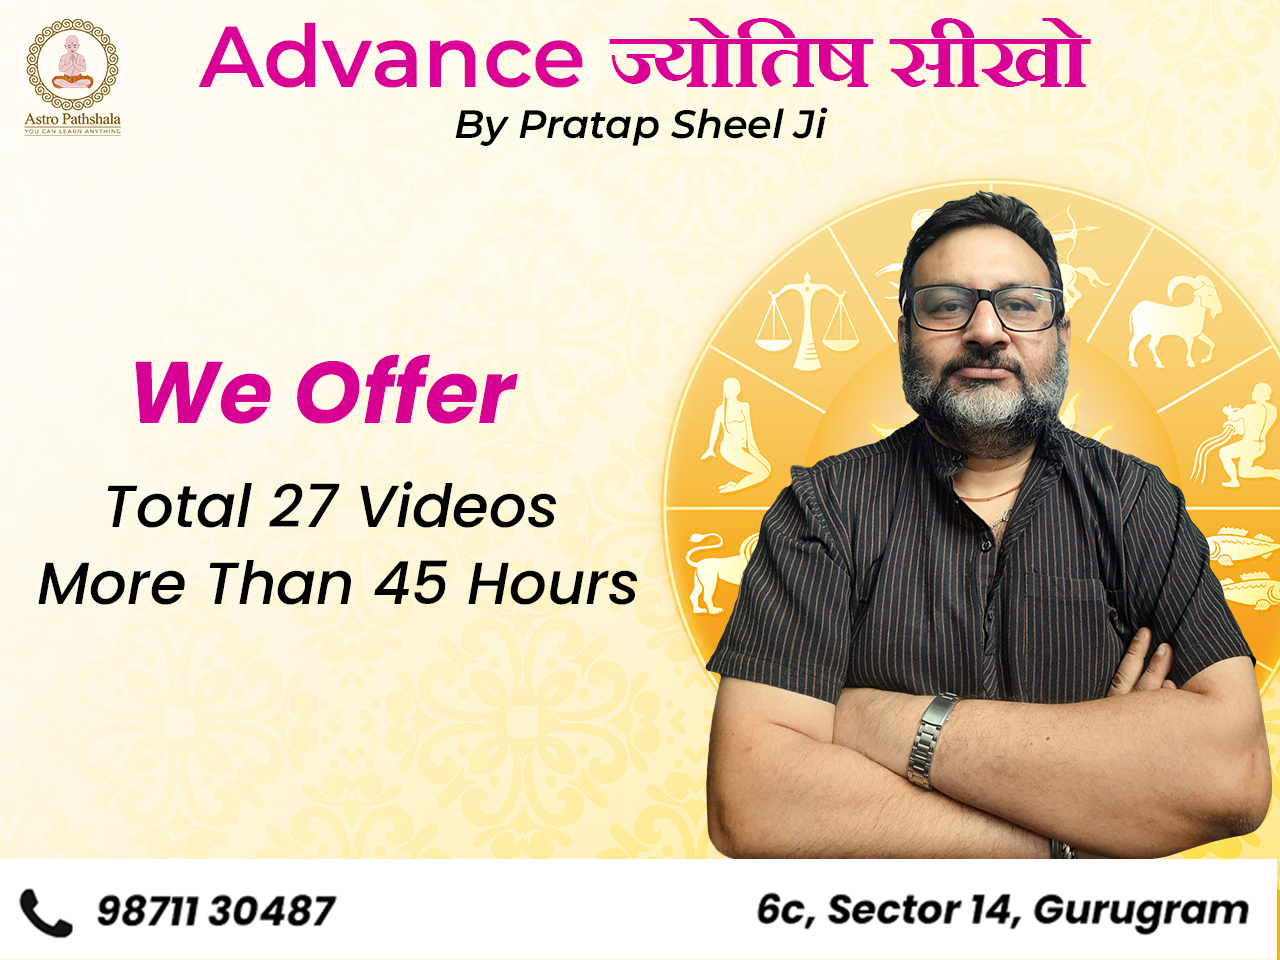 Astro Pathshala
YOU CAN LEARN ANYTHING
Advance ज्योतिष सीखो
By Pratap Sheel Ji
We Offer
Total 27 Videos
More Than 45 Hours
98711 30487
6c, Sector 14, Gurugram